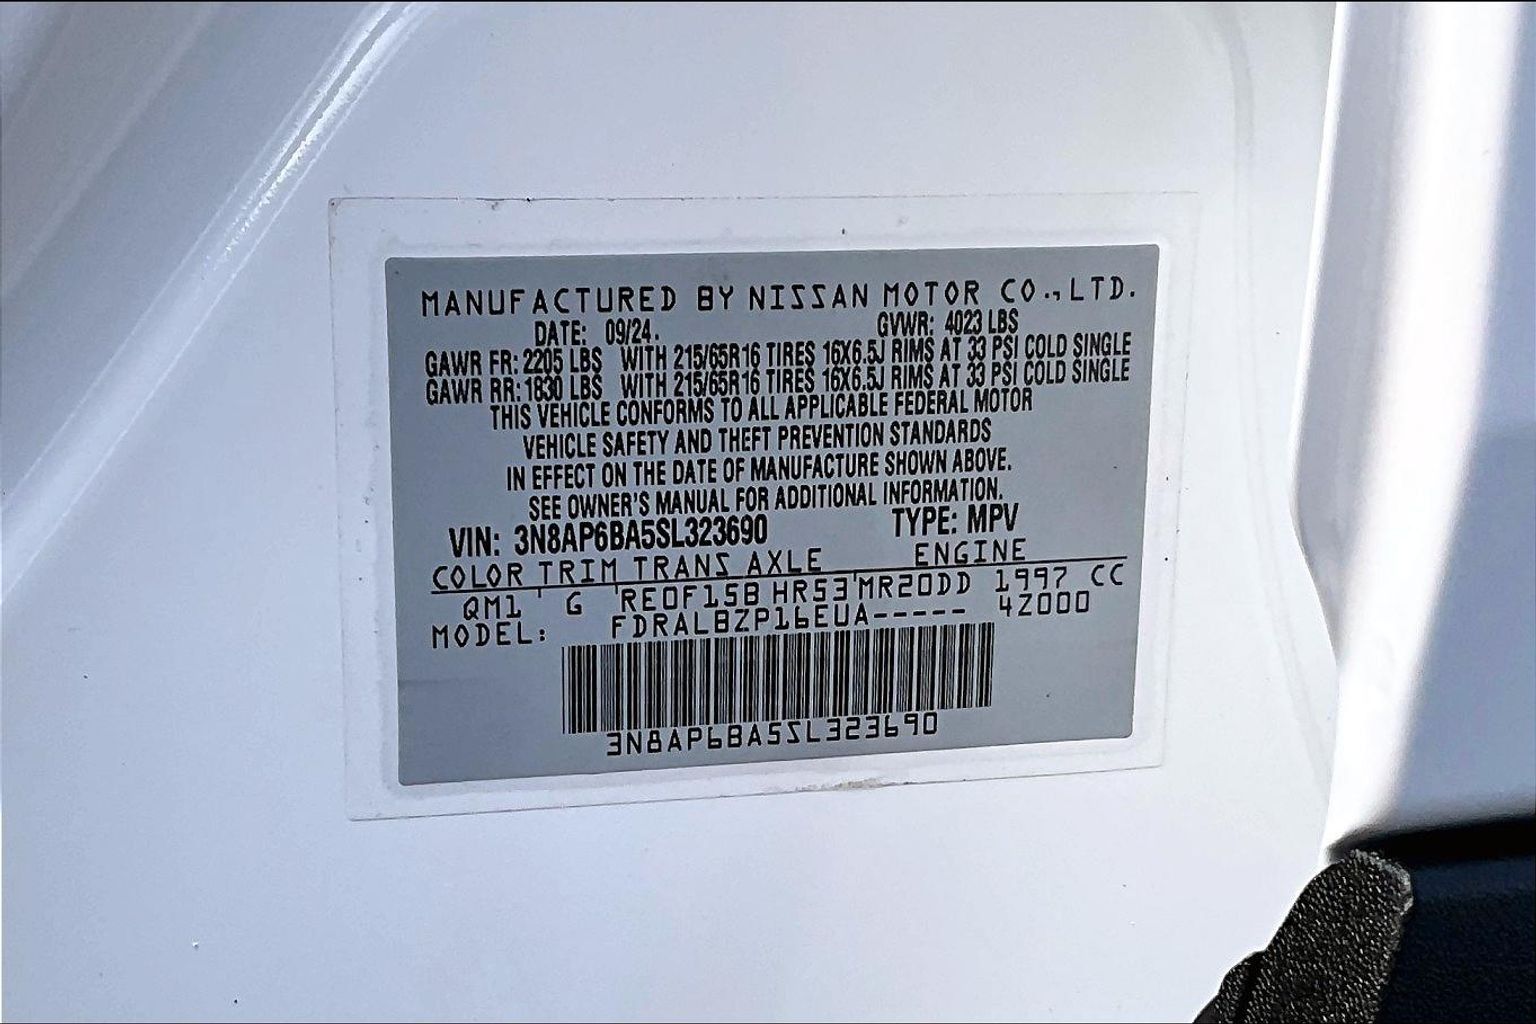 MANUFACTURED BY NISSAN MOTOR CO.,LTD.
DATE: 09/24. GVWR: 4023 LBS
GAWR FR: 2205 LBS WITH 215/65R16 TIRES 16X6.5J RIMS AT 33 PSI COLD SINGLE
GAWR RR: 1830 LBS WITH 215/65R16 TIRES 16X6.5J RIMS AT 33 PSI COLD SINGLE
THIS VEHICLE CONFORMS TO ALL APPLICABLE FEDERAL MOTOR
VEHICLE SAFETY AND THEFT PREVENTION STANDARDS
IN EFFECT ON THE DATE OF MANUFACTURE SHOWN ABOVE.
SEE OWNER'S MANUAL FOR ADDITIONAL INFORMATION.
VIN: 3N8AP6BA5SL323690 TYPE: MPV
COLOR TRIM TRANS AXLE ENGINE
QM1 G RE0F15B HR53 MR20DD 1997 CC
MODEL: FDRALBZP16EUA----- 4Z000
3N8AP6BA5SL323690